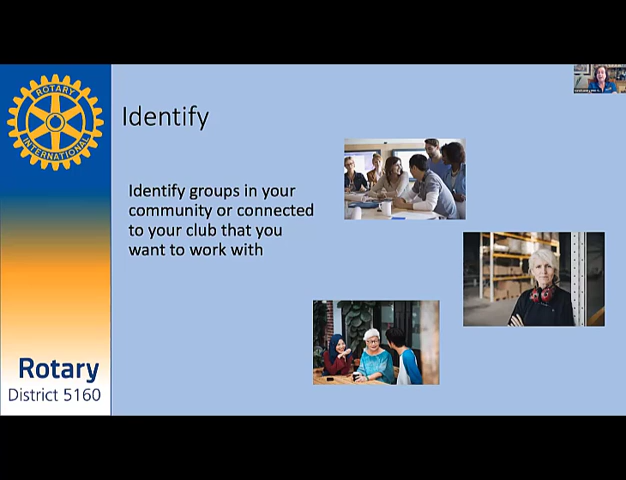 ROTARY
INTERNATIONAL
Identify
Identify groups in your
community or connected
to your club that you
want to work with
Rotary
District 5160